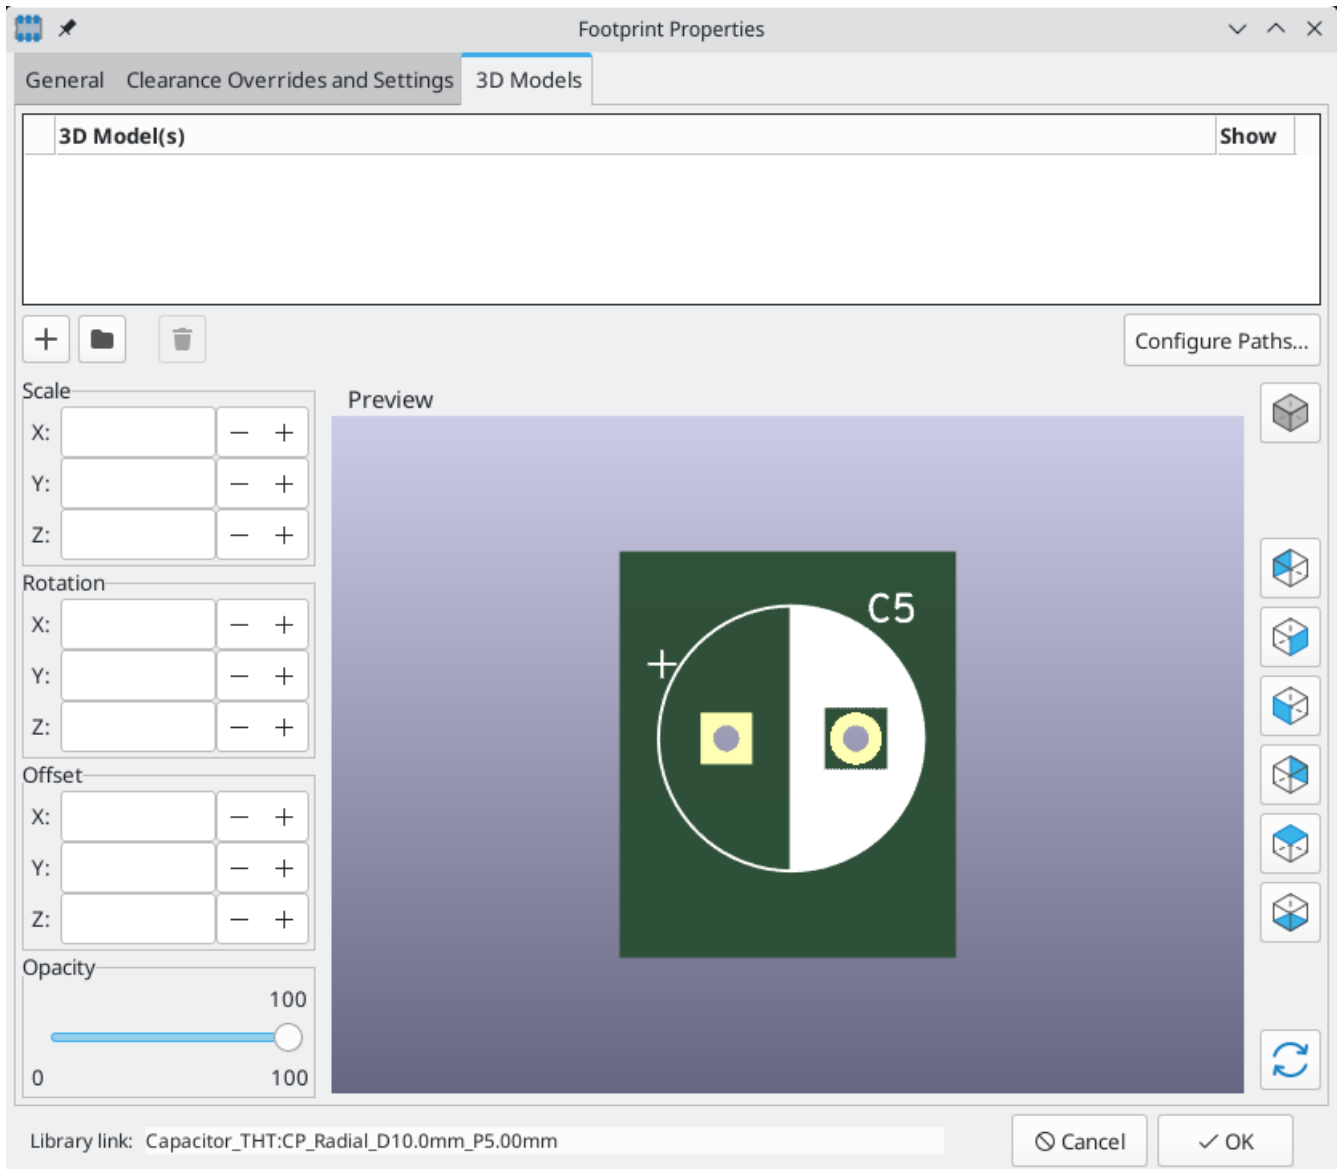 Footprint Properties
General Clearance Overrides and Settings 3D Models
3D Model(s) Show
Configure Paths...
Scale
X:
Y:
Z:
Rotation
X:
Y:
Z:
Offset
X:
Y:
Z:
Opacity
100
0 100
Preview
C5
+
Library link: Capacitor_THT:CP_Radial_D10.0mm_P5.00mm
Cancel OK